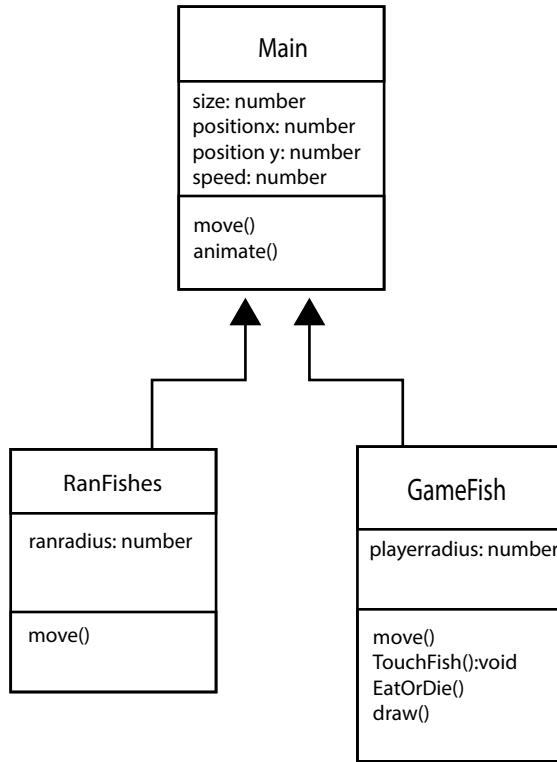 Main
size: number
positionx: number
position y: number
speed: number
move()
animate()
RanFishes
ranradius: number
move()
GameFish
playerradius: number
move()
TouchFish():void
EatOrDie()
draw()